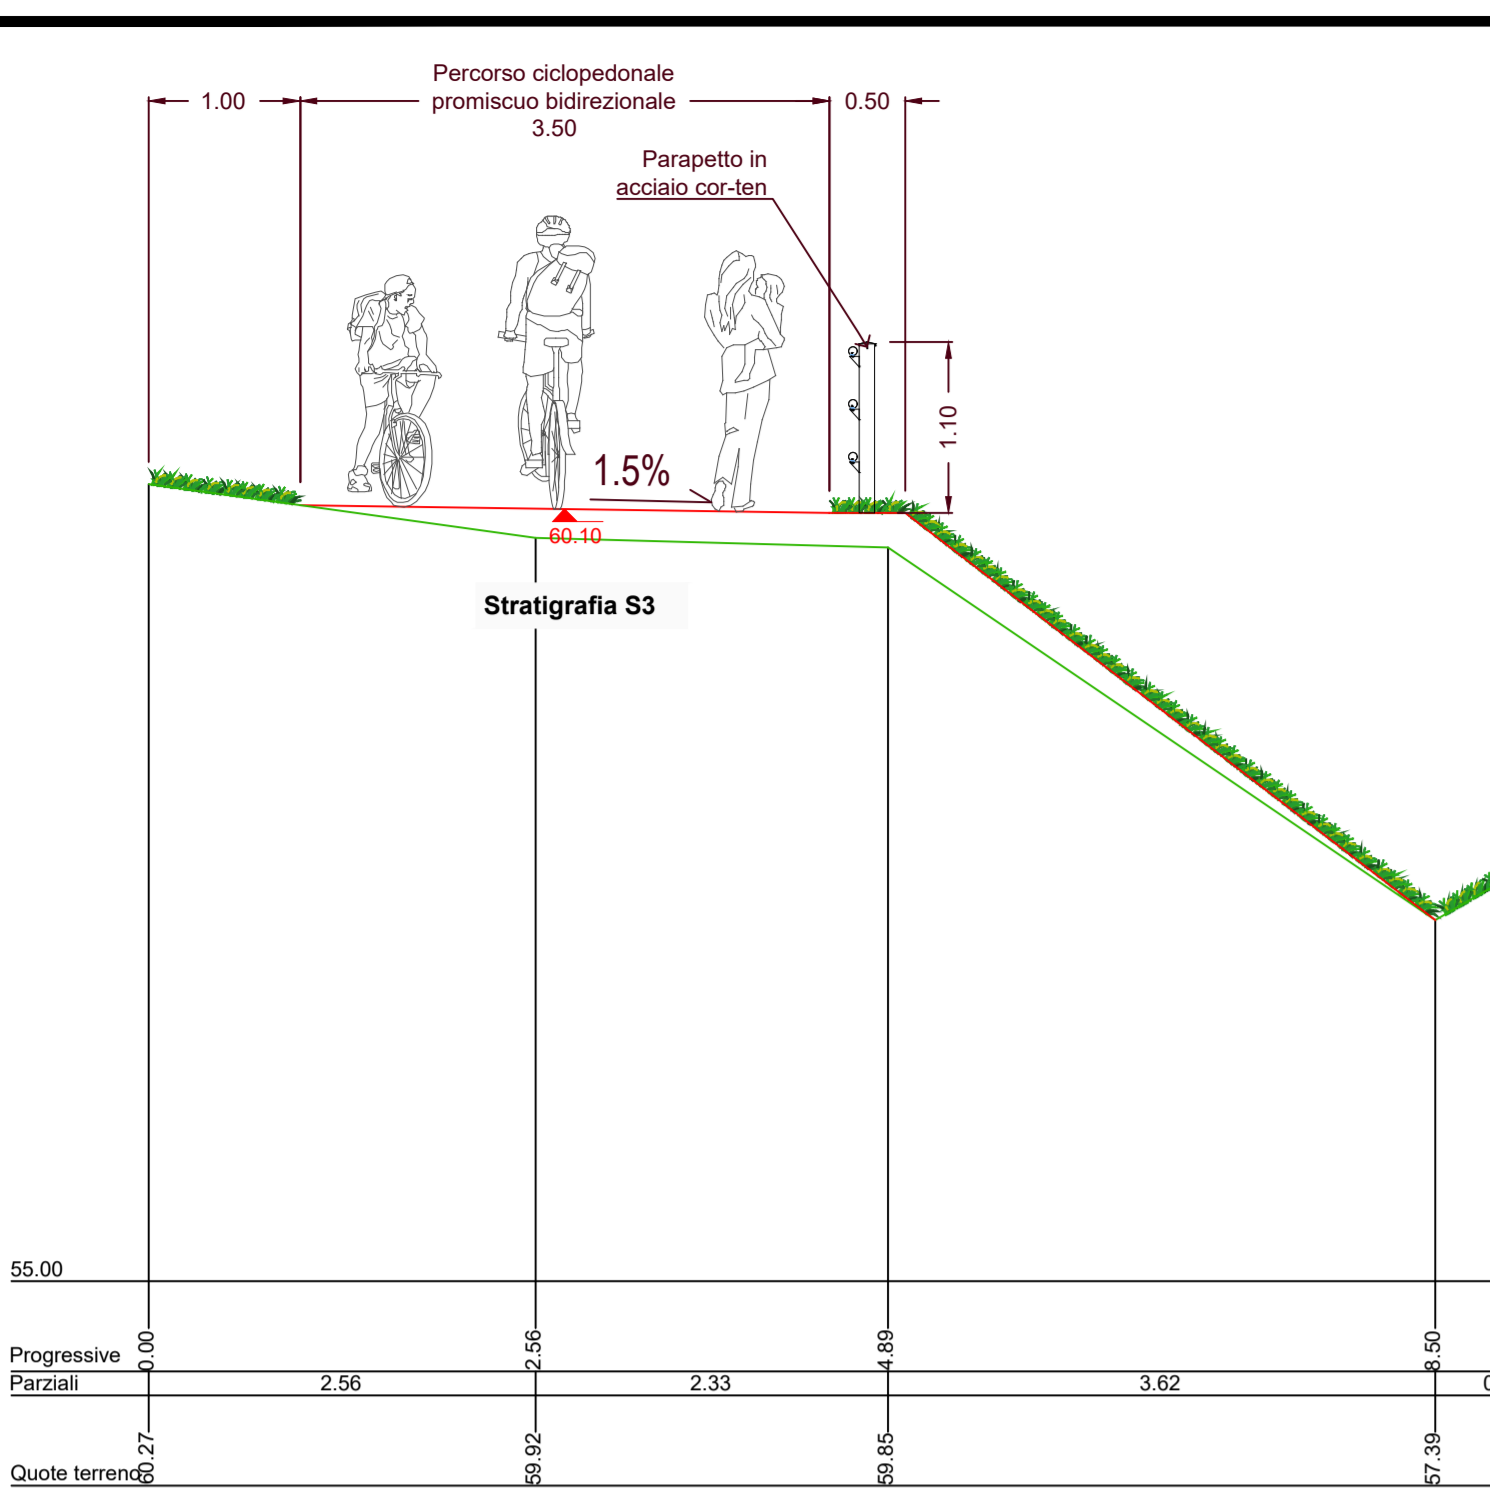 Percorso ciclopedonale
1.00
promiscuo bidirezionale
0.50
3.50
Parapetto in
acciaio cor-ten
1.10
1.5%
60.10
Stratigrafia S3
55.00
Progressive 0.00 2.56 4.89 8.50
Parziali 2.56 2.33 3.62
Quote terreno 60.27 59.92 59.85 57.39